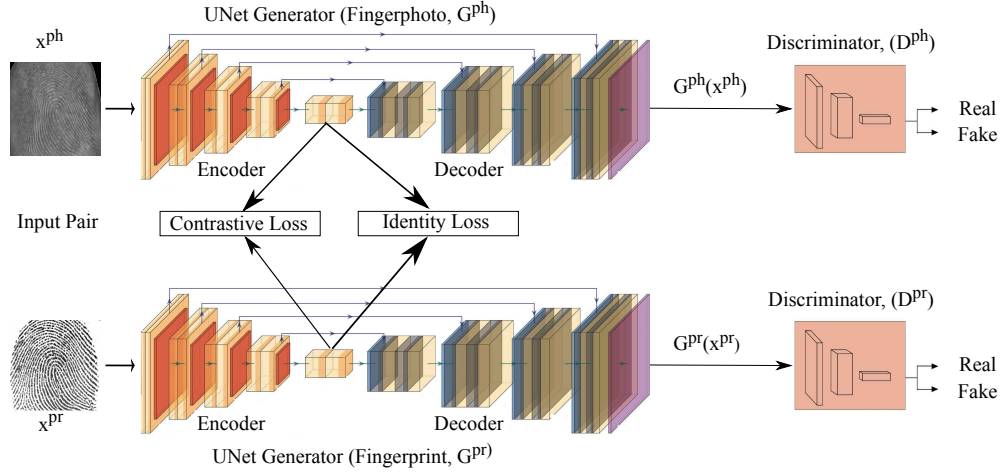 UNet Generator (Fingerphoto, G^ph)
x^ph
Discriminator, (D^ph)
G^ph(x^ph)
Real
Fake
Encoder
Decoder
Input Pair
Contrastive Loss
Identity Loss
Discriminator, (D^pr)
G^pr(x^pr)
Real
Fake
x^pr
Encoder
Decoder
UNet Generator (Fingerprint, G^pr)